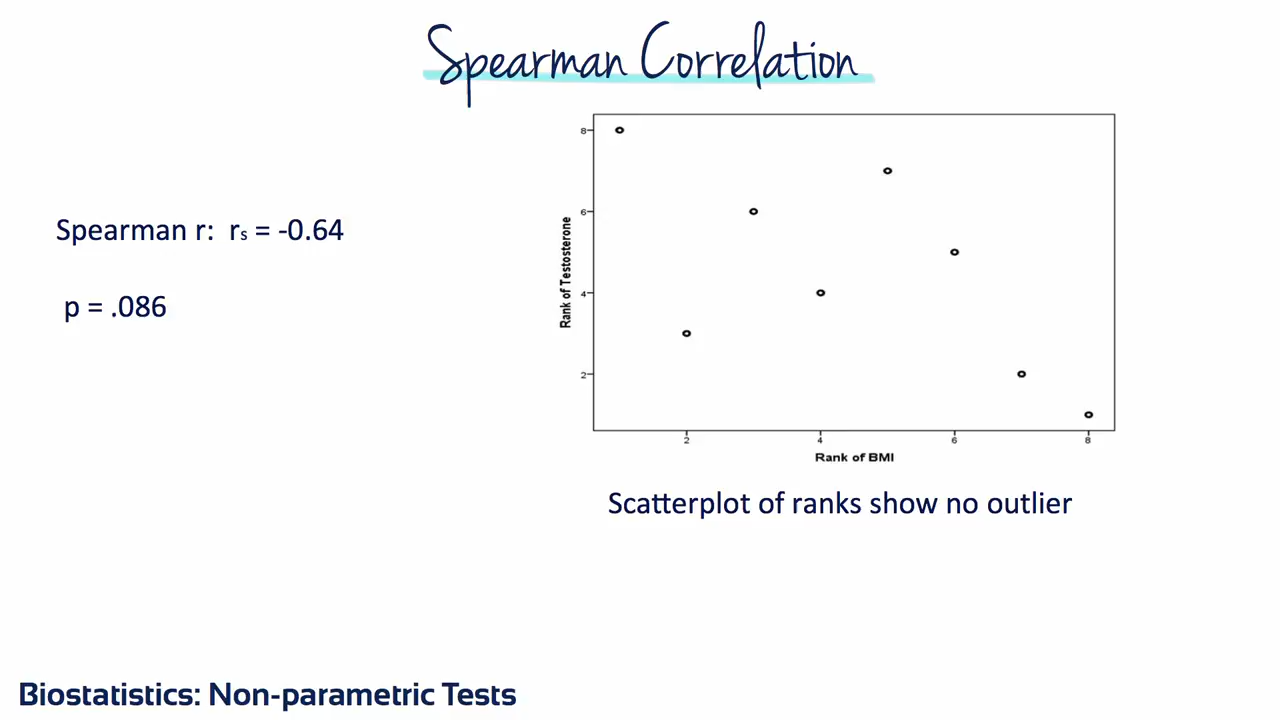 Spearman Correlation
Spearman r: rs = -0.64
p = .086
8
6
4
2
Rank of Testosterone
2 4 6 8
Rank of BMI
Scatterplot of ranks show no outlier
Biostatistics: Non-parametric Tests